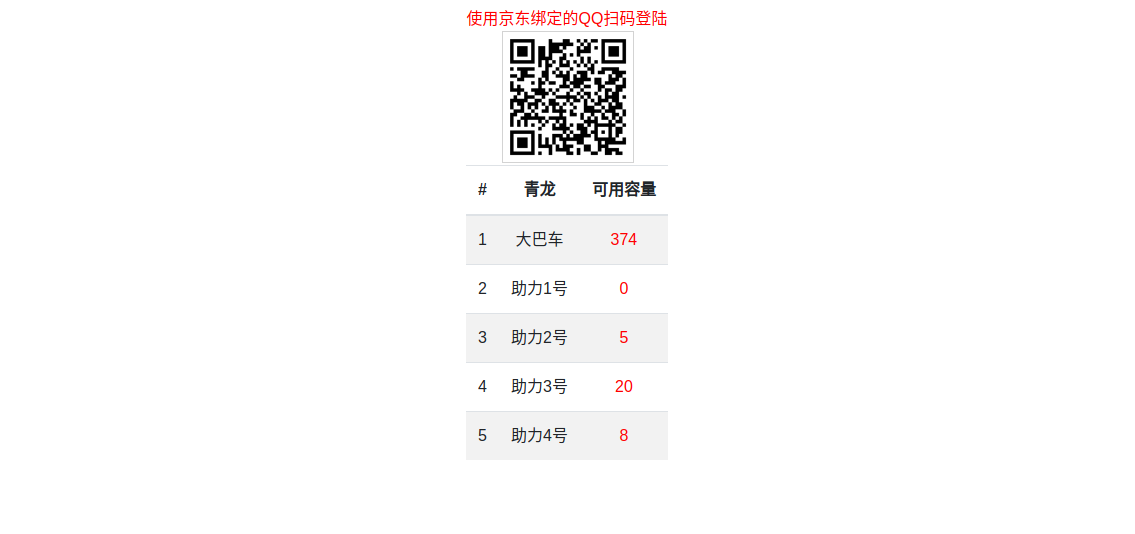 使用京东绑定的QQ扫码登陆
# 青龙 可用容量
1 大巴车 374
2 助力1号 0
3 助力2号 5
4 助力3号 20
5 助力4号 8